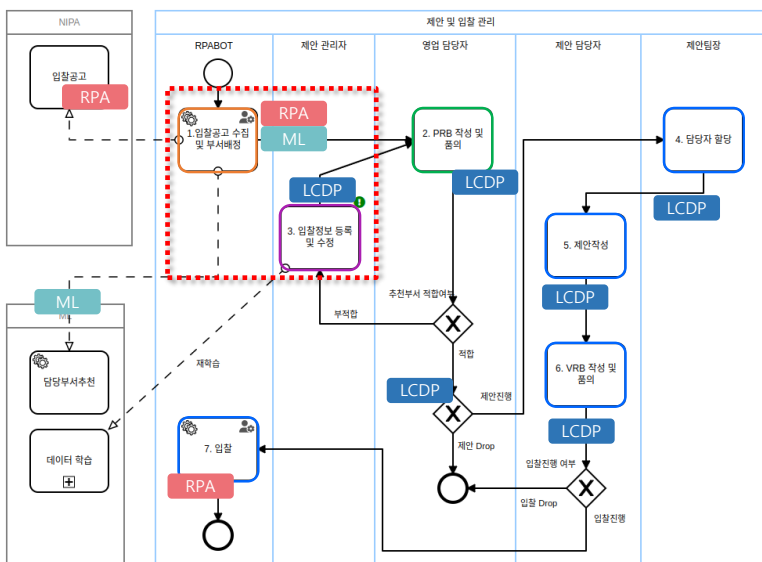 NIPA
제안 및 입찰 관리
RPABOT
제안 관리자
영업 담당자
제안 담당자
제안팀장
입찰공고
RPA
1.입찰공고 수집
및 부서배정
RPA
ML
2. PRB 작성 및
품의
LCDP
4. 담당자 할당
LCDP
LCDP
3. 입찰정보 등록
및 수정
5. 제안작성
LCDP
추천부서 적합여부
부적합
적합
ML
담당부서추천
재학습
LCDP
제안진행
제안 Drop
6. VRB 작성 및
품의
LCDP
데이터 학습
7. 입찰
RPA
입찰진행 여부
입찰 Drop
입찰진행